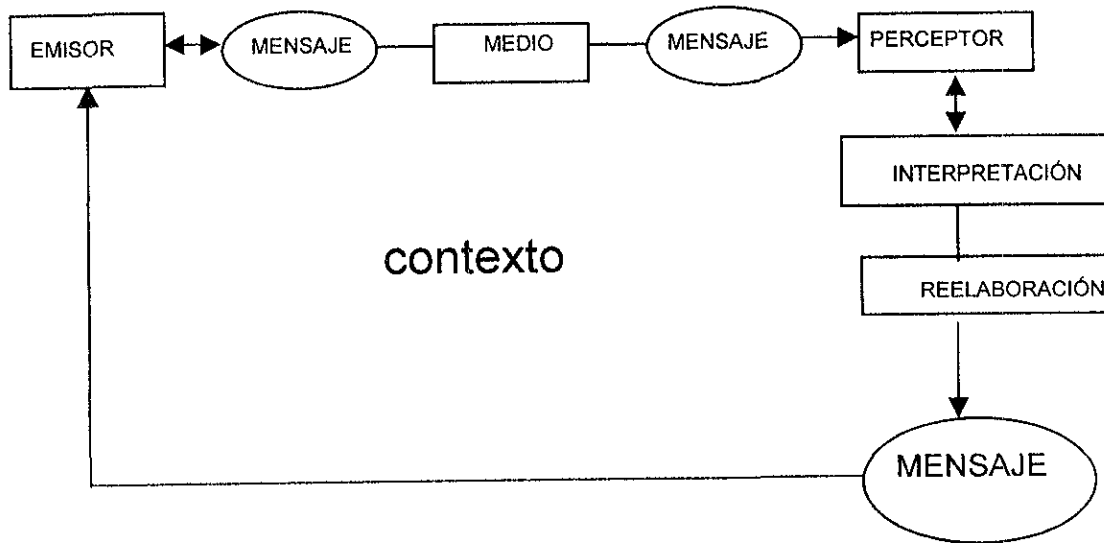 EMISOR
MENSAJE
MEDIO
MENSAJE
PERCEPTOR
INTERPRETACIÓN
contexto
REELABORACIÓN
MENSAJE